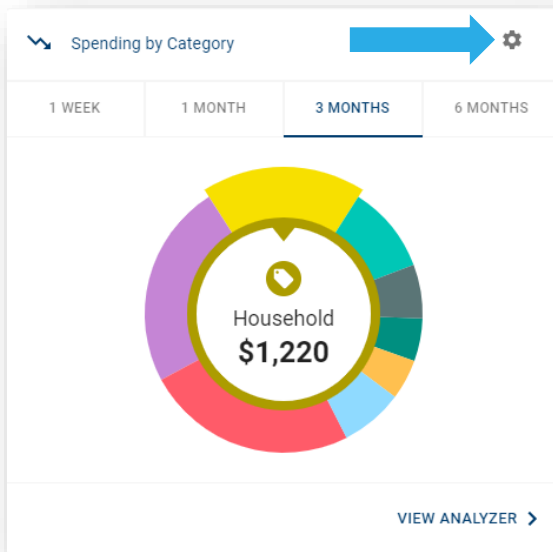 Spending by Category
1 WEEK
1 MONTH
3 MONTHS
6 MONTHS
Household
$1,220
VIEW ANALYZER